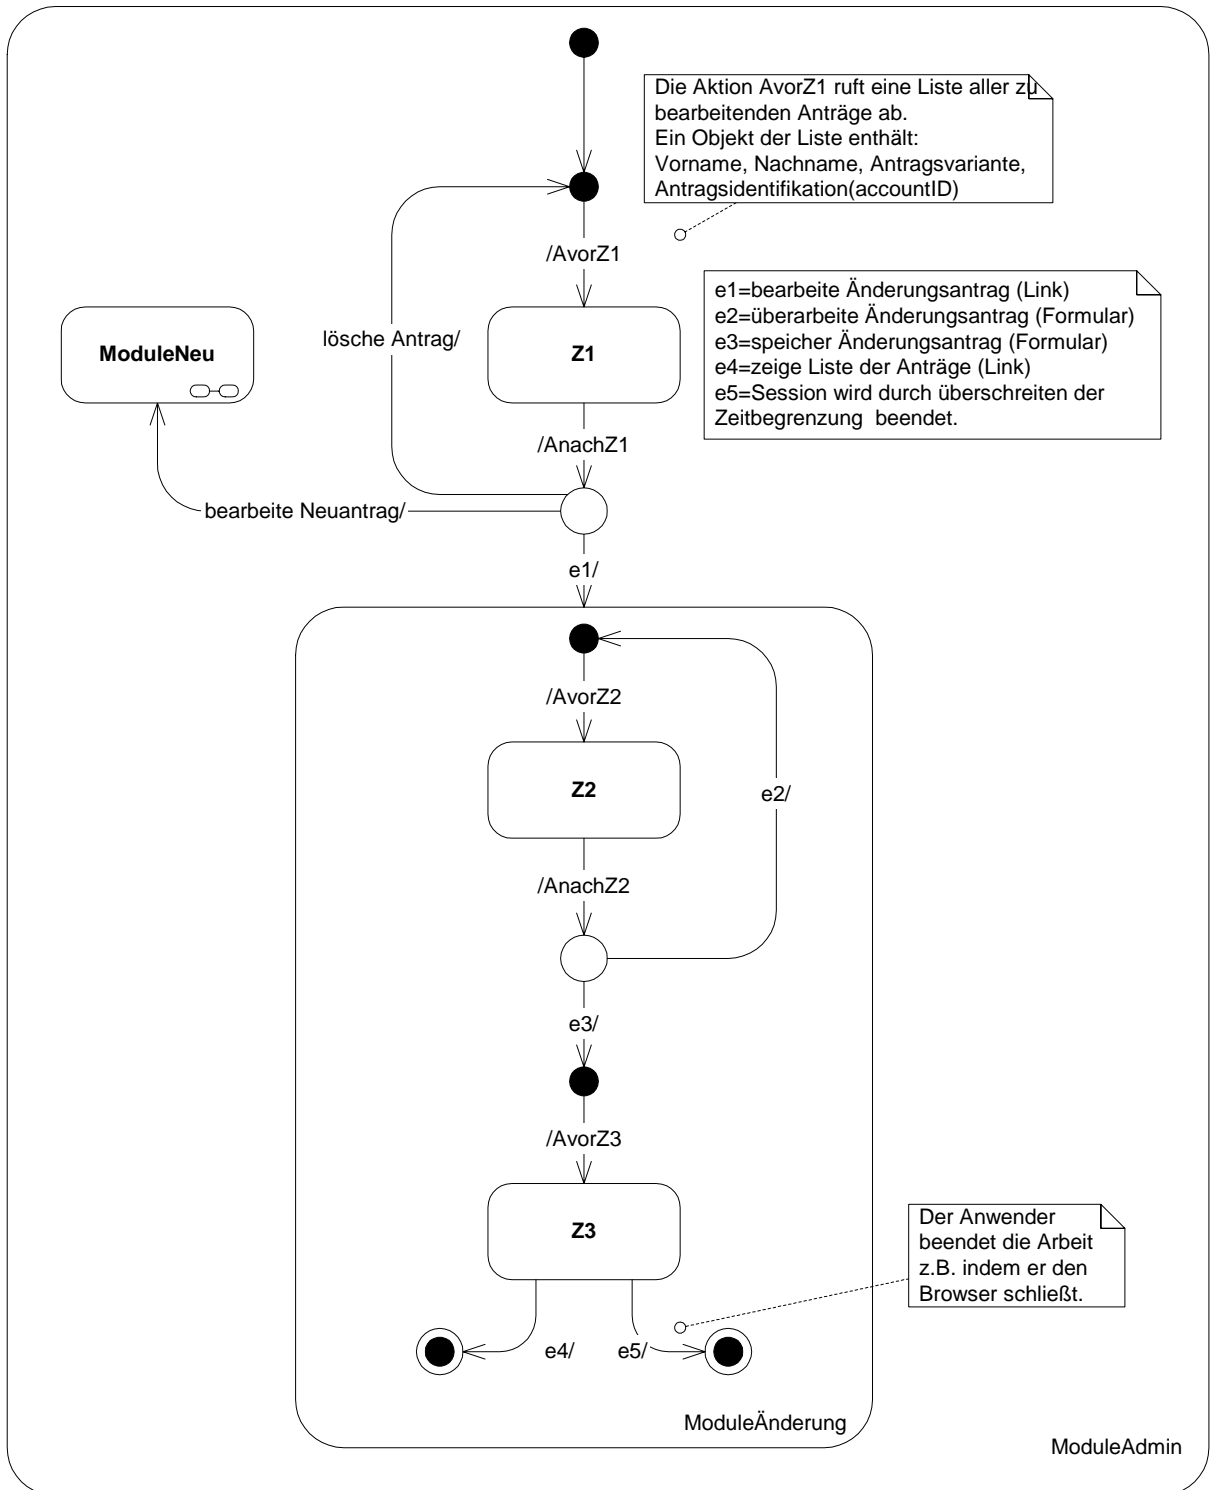 Die Aktion AvorZ1 ruft eine Liste aller zu
bearbeitenden Anträge ab.
Ein Objekt der Liste enthält:
Vorname, Nachname, Antragsvariante,
Antragsidentifikation(accountID)
/AvorZ1
e1=bearbeite Änderungsantrag (Link)
e2=überarbeite Änderungsantrag (Formular)
e3=speicher Änderungsantrag (Formular)
e4=zeige Liste der Anträge (Link)
e5=Session wird durch überschreiten der
Zeitbegrenzung beendet.
lösche Antrag/
ModuleNeu
Z1
/AnachZ1
bearbeite Neuantrag/
e1/
/AvorZ2
Z2
e2/
/AnachZ2
e3/
/AvorZ3
Z3
Der Anwender
beendet die Arbeit
z.B. indem er den
Browser schließt.
e4/
e5/
ModuleÄnderung
ModuleAdmin